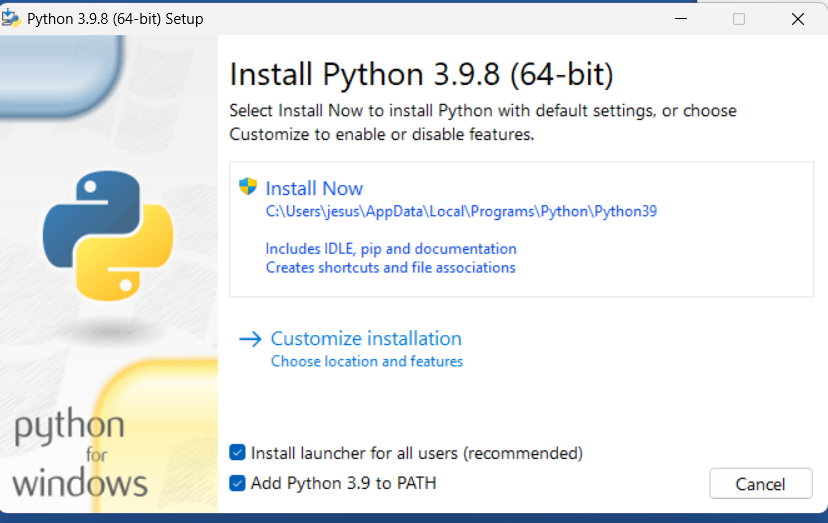 Python 3.9.8 (64-bit) Setup
Install Python 3.9.8 (64-bit)
Select Install Now to install Python with default settings, or choose
Customize to enable or disable features.
Install Now
C:\Users\jesus\AppData\Local\Programs\Python\Python39
Includes IDLE, pip and documentation
Creates shortcuts and file associations
Customize installation
Choose location and features
python
for
windows
Install launcher for all users (recommended)
Add Python 3.9 to PATH
Cancel